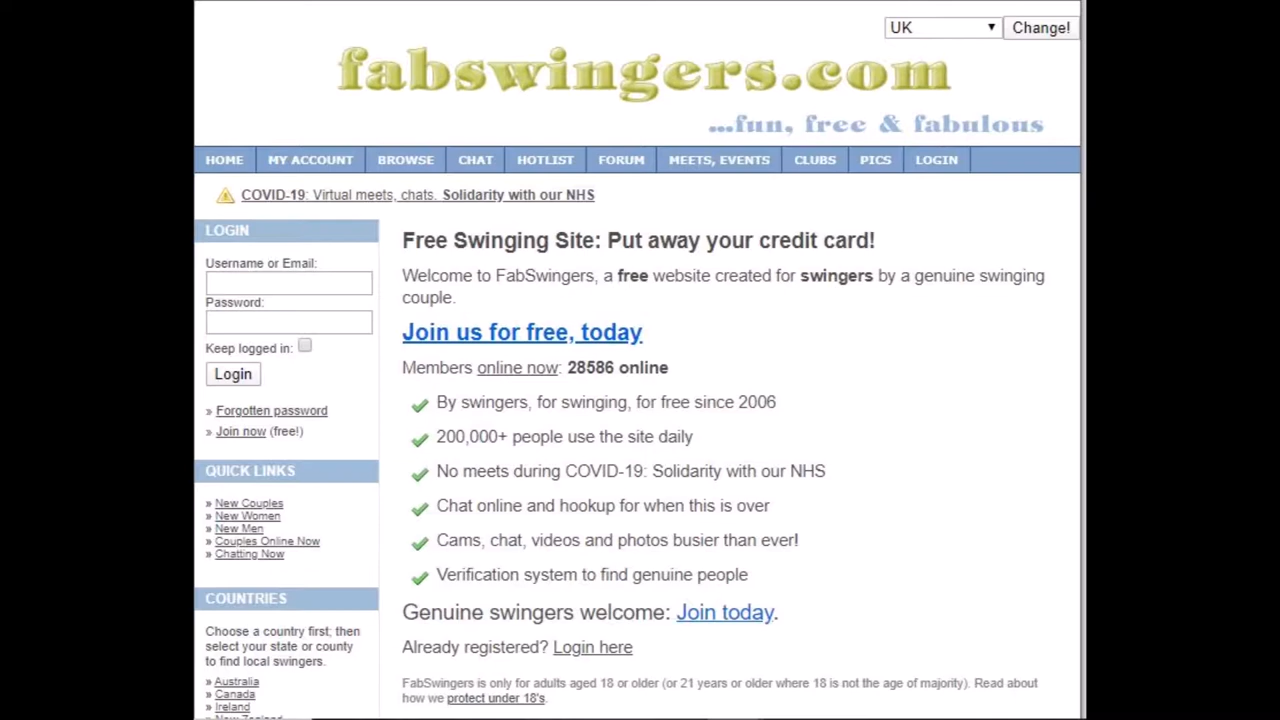 UK
Change!
fabswingers.com
...fun, free & fabulous
HOME MY ACCOUNT BROWSE CHAT HOTLIST FORUM MEETS, EVENTS CLUBS PICS LOGIN
COVID-19: Virtual meets, chats. Solidarity with our NHS
LOGIN
Username or Email:
Password:
Keep logged in:
Login
» Forgotten password
» Join now (free!)
QUICK LINKS
» New Couples
» New Women
» New Men
» Couples Online Now
» Chatting Now
COUNTRIES
Choose a country first; then
select your state or county
to find local swingers.
» Australia
» Canada
» Ireland
» New Zealand
Free Swinging Site: Put away your credit card!
Welcome to FabSwingers, a free website created for swingers by a genuine swinging
couple.
Join us for free, today
Members online now: 28586 online
By swingers, for swinging, for free since 2006
200,000+ people use the site daily
No meets during COVID-19: Solidarity with our NHS
Chat online and hookup for when this is over
Cams, chat, videos and photos busier than ever!
Verification system to find genuine people
Genuine swingers welcome: Join today.
Already registered? Login here
FabSwingers is only for adults aged 18 or older (or 21 years or older where 18 is not the age of majority). Read about
how we protect under 18's.